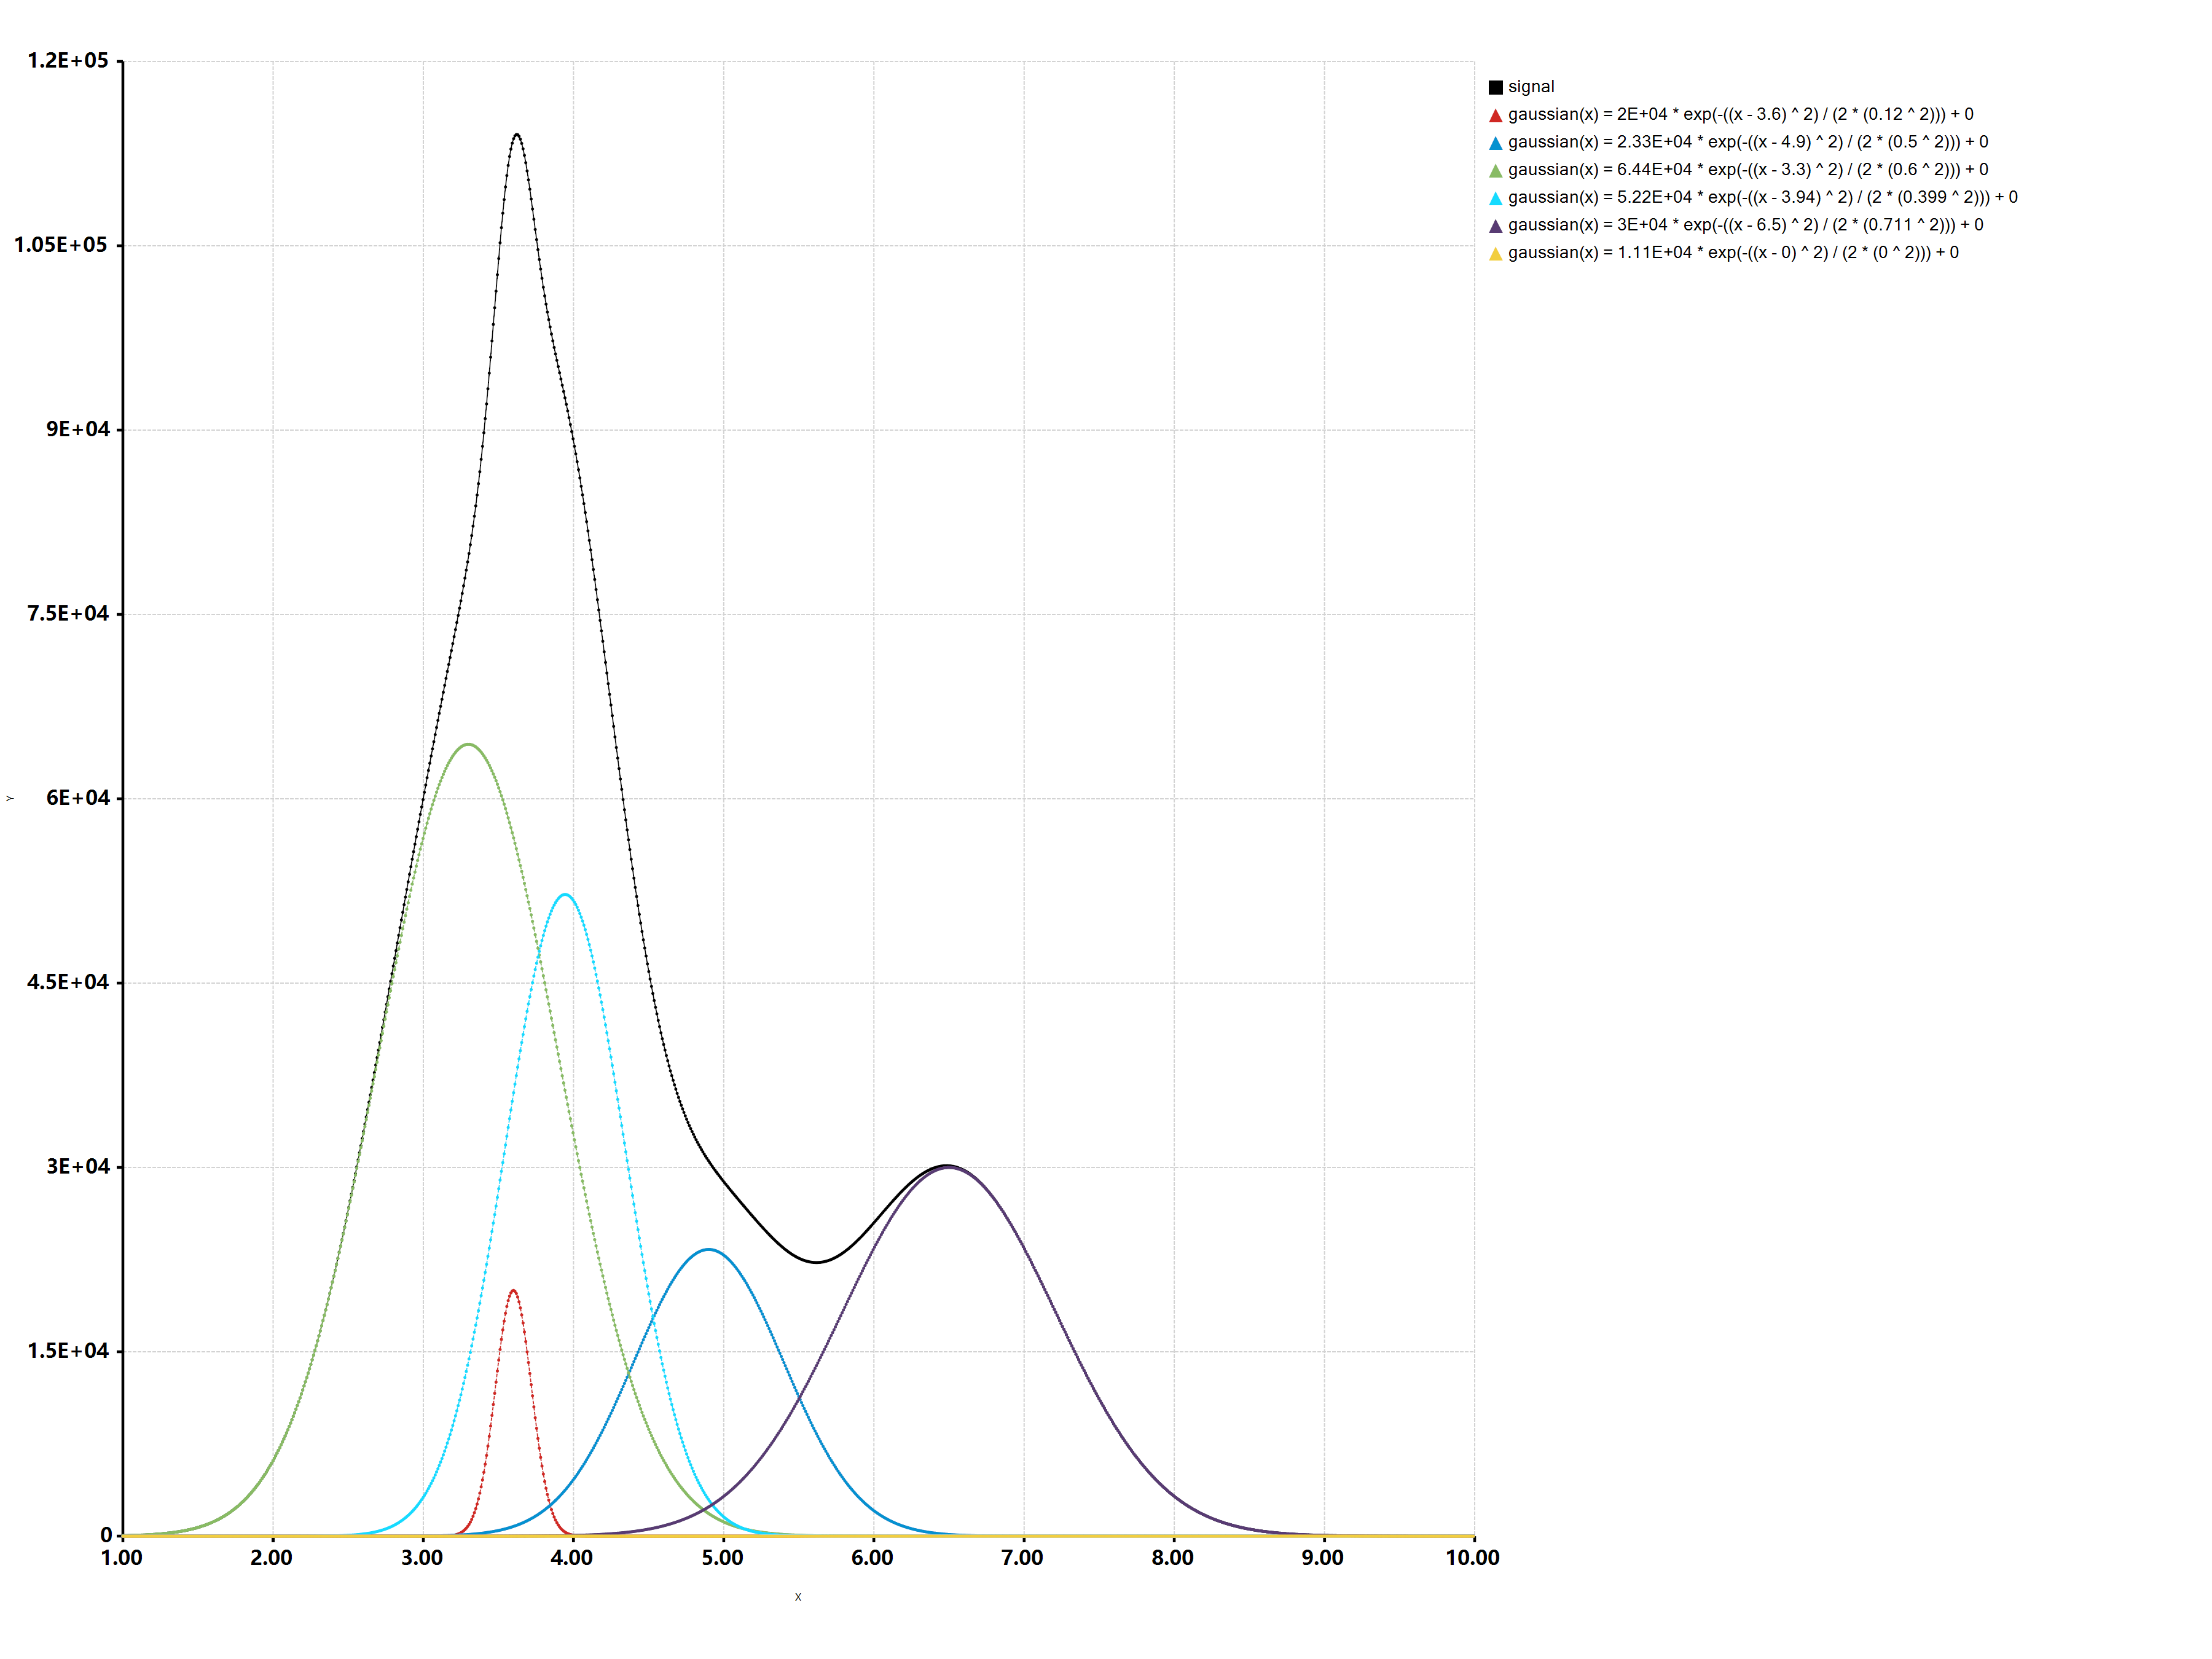 1.2E+05
1.05E+05
9E+04
7.5E+04
6E+04
4.5E+04
3E+04
1.5E+04
0
Y
1.00 2.00 3.00 4.00 5.00 6.00 7.00 8.00 9.00 10.00
X
signal
gaussian(x) = 2E+04 * exp(-((x - 3.6) ^ 2) / (2 * (0.12 ^ 2))) + 0
gaussian(x) = 2.33E+04 * exp(-((x - 4.9) ^ 2) / (2 * (0.5 ^ 2))) + 0
gaussian(x) = 6.44E+04 * exp(-((x - 3.3) ^ 2) / (2 * (0.6 ^ 2))) + 0
gaussian(x) = 5.22E+04 * exp(-((x - 3.94) ^ 2) / (2 * (0.399 ^ 2))) + 0
gaussian(x) = 3E+04 * exp(-((x - 6.5) ^ 2) / (2 * (0.711 ^ 2))) + 0
gaussian(x) = 1.11E+04 * exp(-((x - 0) ^ 2) / (2 * (0 ^ 2))) + 0